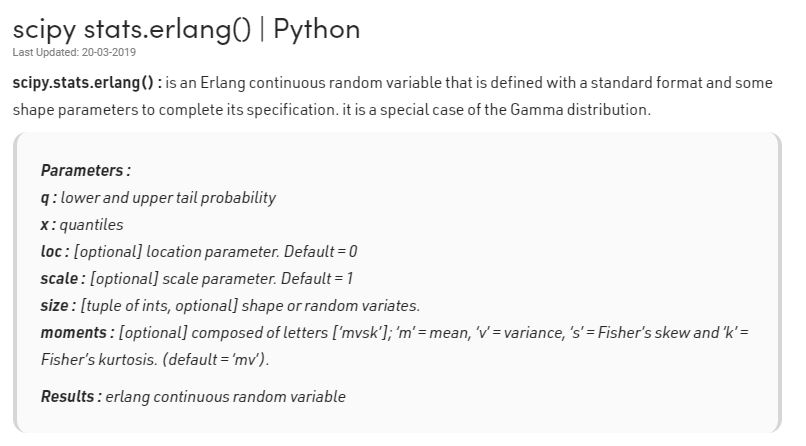 scipy stats.erlang() | Python
Last Updated: 20-03-2019
scipy.stats.erlang() : is an Erlang continuous random variable that is defined with a standard format and some
shape parameters to complete its specification. it is a special case of the Gamma distribution.
Parameters :
q : lower and upper tail probability
x : quantiles
loc : [optional] location parameter. Default = 0
scale : [optional] scale parameter. Default = 1
size : [tuple of ints, optional] shape or random variates.
moments : [optional] composed of letters [‘mvsk’]; ‘m’ = mean, ‘v’ = variance, ‘s’ = Fisher’s skew and ‘k’ =
Fisher’s kurtosis. (default = ‘mv’).
Results : erlang continuous random variable